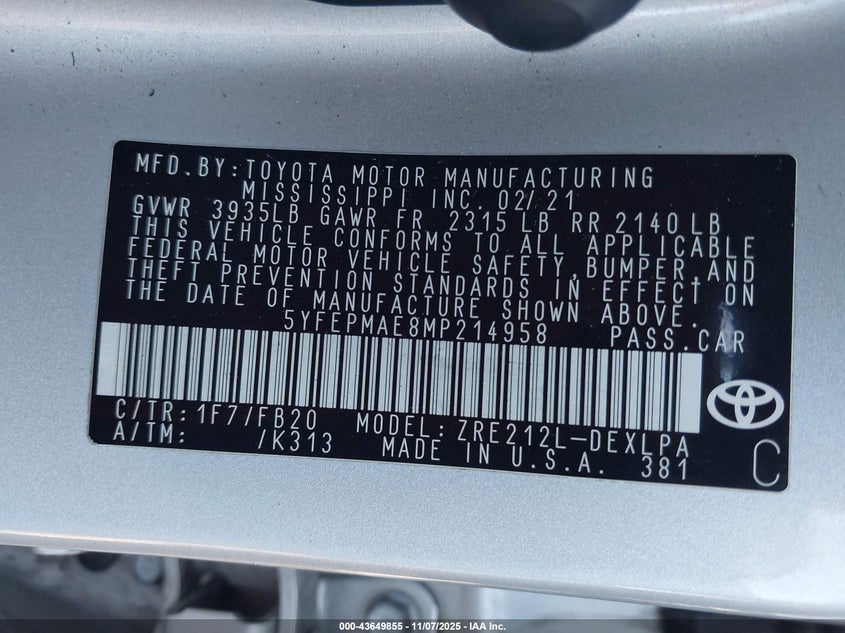 MFD.BY:TOYOTA MOTOR MANUFACTURING
MISSISSIPPI INC. 02/21
GVWR 3935LB GAWR FR 2315 LB RR 2140 LB
THIS VEHICLE CONFORMS TO ALL APPLICABLE
FEDERAL MOTOR VEHICLE SAFETY,BUMPER,AND
THEFT PREVENTION STANDARDS IN EFFECT ON
THE DATE OF MANUFACTURE SHOWN ABOVE.
5YFEPMAE8MP214958 PASS.CAR
C/TR:1F7/FB20 MODEL:ZRE212L-DEXLPA
A/TM: /K313 MADE IN U.S.A. 381
C
000-43649855 - 11/07/2025 - IAA Inc.